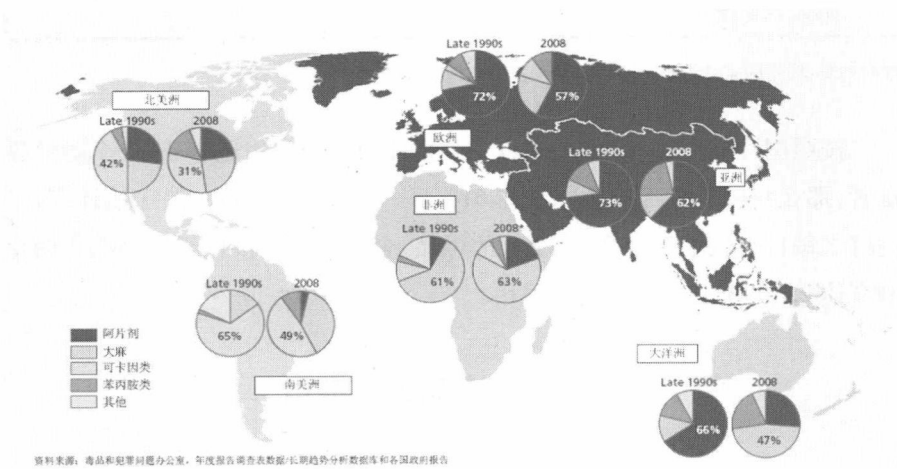 Late 1990s 2008
72% 57%
北美洲
Late 1990s 2008
42% 31%
欧洲
Late 1990s 2008
73% 62%
亚洲
非洲
Late 1990s 2008*
61% 63%
Late 1990s 2008
65% 49%
南美洲
阿片剂
大麻
可卡因类
苯丙胺类
其他
大洋洲
Late 1990s 2008
66% 47%
资料来源：毒品和犯罪问题办公室，年度报告调查表数据/长期趋势分析数据库和各国政府报告